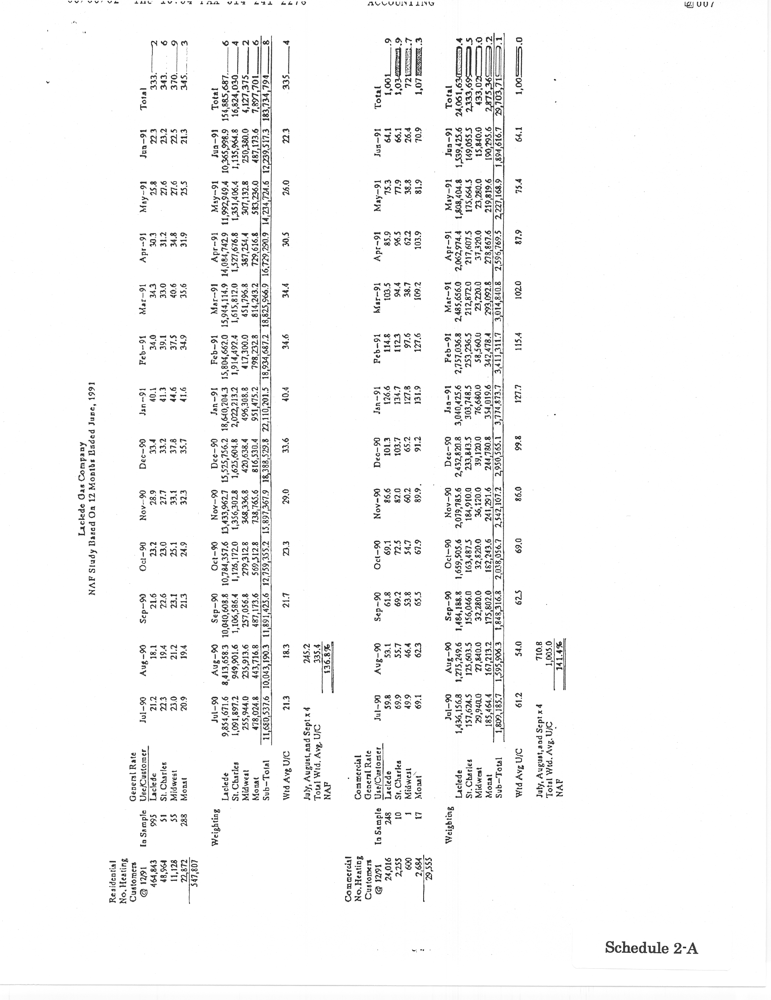 ACCOUNTING
Laclede Gas Company
NAF Study Based On 12 Months Ended June, 1991
Residential
No. Heating General Rate
Customers
@ 12/91 In Sample Use/Customer Jul-90 Aug-90 Sep-90 Oct-90 Nov-90 Dec-90 Jan-91 Feb-91 Mar-91 Apr-91 May-91 Jun-91 Total
464,843 995 Laclede 21.2 18.1 21.6 23.2 28.9 33.4 40.1 34.0 34.3 30.3 25.8 22.3 333. 2
48,964 51 St. Charles 22.3 19.4 22.6 23.0 27.7 33.2 41.3 39.1 33.0 31.2 27.6 23.2 343. 6
11,128 55 Midwest 23.0 21.2 23.1 25.1 33.1 37.8 44.6 37.5 40.6 34.8 27.6 22.5 370. 9
22,872 288 Monat 20.9 19.4 21.3 24.9 32.3 35.7 41.6 34.9 35.6 31.9 25.5 21.3 345. 3
547,807
Weighting Jul-90 Aug-90 Sep-90 Oct-90 Nov-90 Dec-90 Jan-91 Feb-91 Mar-91 Apr-91 May-91 Jun-91 Total
Laclede 9,854,671.6 8,413,658.3 10,040,608.8 10,784,357.6 13,433,962.7 15,525,756.2 18,640,204.3 15,804,662.0 15,944,114.9 14,084,742.9 11,992,949.4 10,365,998.9 154,885,687. 6
St. Charles 1,091,897.2 949,901.6 1,106,586.4 1,126,172.0 1,356,302.8 1,625,604.8 2,022,213.2 1,914,492.4 1,615,812.0 1,527,676.8 1,351,406.4 1,135,964.8 16,824,030 4
Midwest 255,944.0 235,913.6 257,056.8 279,312.8 368,336.8 420,638.4 496,308.8 417,300.0 451,796.8 387,254.4 307,132.8 250,380.0 4,127,375 2
Monat 478,024.8 443,716.8 487,173.6 569,512.8 738,765.6 816,530.4 951,475.2 798,232.8 814,243.2 729,616.8 583,236.0 487,173.6 7,897,701 6
Sub-Total 11,680,537.6 10,043,190.3 11,891,425.6 12,759,355.2 15,897,367.9 18,388,529.8 22,110,201.5 18,934,687.2 18,825,966.9 16,729,290.9 14,234,724.6 12,239,517.3 183,734,794 8
Wtd Avg U/C 21.3 18.3 21.7 23.3 29.0 33.6 40.4 34.6 34.4 30.5 26.0 22.3 335 4
July, August, and Sept x 4 245.2
Total Wtd. Avg. U/C 335.4
NAF 136.8%
Commercial Commercial
No. Heating General Rate
Customers
@ 12/91 In Sample Use/Customer Jul-90 Aug-90 Sep-90 Oct-90 Nov-90 Dec-90 Jan-91 Feb-91 Mar-91 Apr-91 May-91 Jun-91 Total
24,016 248 Laclede 59.8 53.1 61.8 69.1 86.6 101.3 126.6 114.8 103.5 85.9 75.3 64.1 1,001 .9
2,255 10 St. Charles 69.9 55.7 69.2 72.5 82.0 103.7 134.7 112.3 94.4 96.5 77.9 66.1 1,03 .9
600 1 Midwest 49.9 46.4 53.8 54.7 60.2 65.2 127.8 97.6 38.7 62.2 38.8 26.4 721 .7
2,684 17 Monat 69.1 62.3 65.5 67.9 89.9 91.2 131.9 127.6 109.2 103.9 81.9 70.9 1,07 .3
29,555
Weighting Jul-90 Aug-90 Sep-90 Oct-90 Nov-90 Dec-90 Jan-91 Feb-91 Mar-91 Apr-91 May-91 Jun-91 Total
Laclede 1,436,156.8 1,275,249.6 1,484,188.8 1,659,505.6 2,079,785.6 2,432,820.8 3,040,425.6 2,757,036.8 2,485,656.0 2,062,974.4 1,808,404.8 1,539,425.6 24,061,630 .4
St. Charles 157,624.5 125,603.5 156,046.0 163,487.5 184,910.0 233,843.5 303,748.5 253,236.5 212,872.0 217,607.5 175,664.5 149,055.5 2,333,699 .5
Midwest 29,940.0 27,840.0 32,280.0 32,820.0 36,120.0 39,120.0 76,680.0 58,560.0 23,220.0 37,320.0 23,280.0 15,840.0 433,020 .0
Monat 185,464.4 167,213.2 175,802.0 182,243.6 241,291.6 244,780.8 354,019.6 342,478.4 293,092.8 278,867.6 219,819.6 190,295.6 2,875,36 .2
Sub-Total 1,809,185.7 1,595,906.3 1,848,316.8 2,038,056.7 2,542,107.2 2,950,565.1 3,774,873.7 3,411,311.7 3,014,840.8 2,596,769.5 2,227,168.9 1,894,616.7 29,703,71 .1
Wtd Avg U/C 61.2 54.0 62.5 69.0 86.0 99.8 127.7 115.4 102.0 87.9 75.4 64.1 1,00 .0
July, August, and Sept x 4 710.8
Total Wtd. Avg. U/C 1,005.0
NAF 141.4%
Schedule 2-A